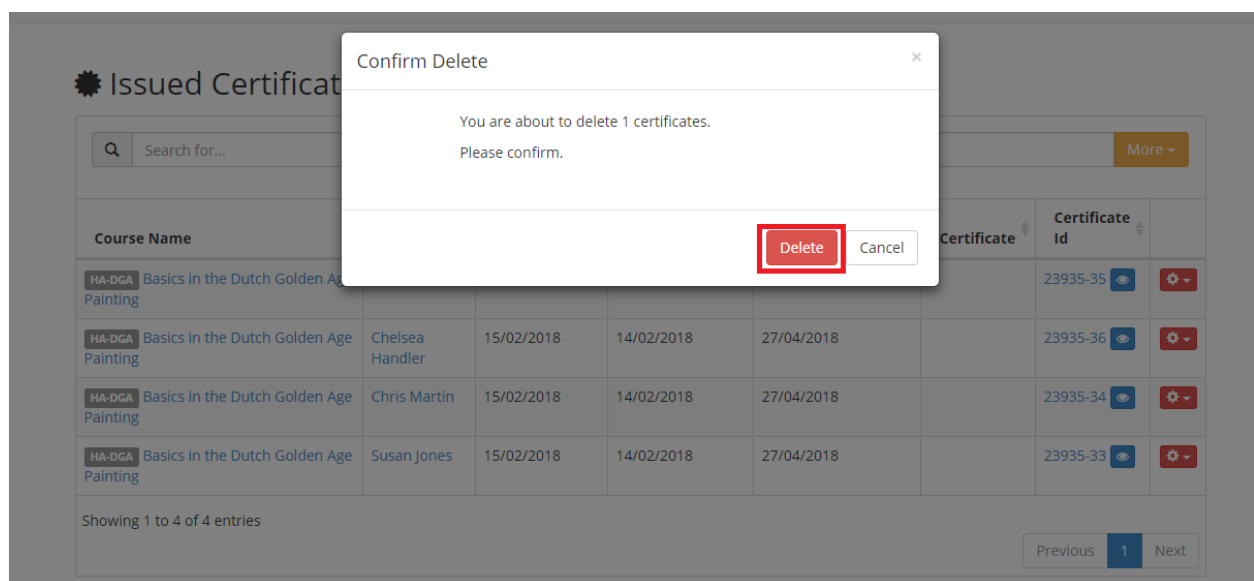 Confirm Delete
×
Issued Certificat
You are about to delete 1 certificates.
Please confirm.
Search for...
More
Delete
Cancel
Course Name
Certificate
Certificate
Id
HA-DGA Basics in the Dutch Golden Age
Painting
23935-35
HA-DGA Basics in the Dutch Golden Age
Painting
Chelsea
Handler
15/02/2018
14/02/2018
27/04/2018
23935-36
HA-DGA Basics in the Dutch Golden Age
Painting
Chris Martin
15/02/2018
14/02/2018
27/04/2018
23935-34
HA-DGA Basics in the Dutch Golden Age
Painting
Susan Jones
15/02/2018
14/02/2018
27/04/2018
23935-33
Showing 1 to 4 of 4 entries
Previous
1
Next